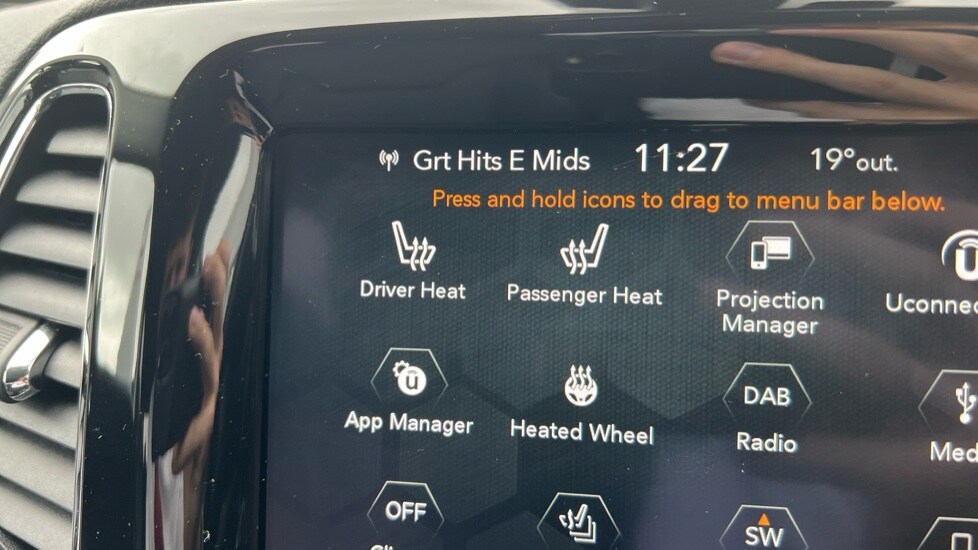 Grt Hits E Mids 11:27 19°out.
Press and hold icons to drag to menu bar below.
Driver Heat Passenger Heat Projection Manager
App Manager Heated Wheel DAB Radio
OFF SW